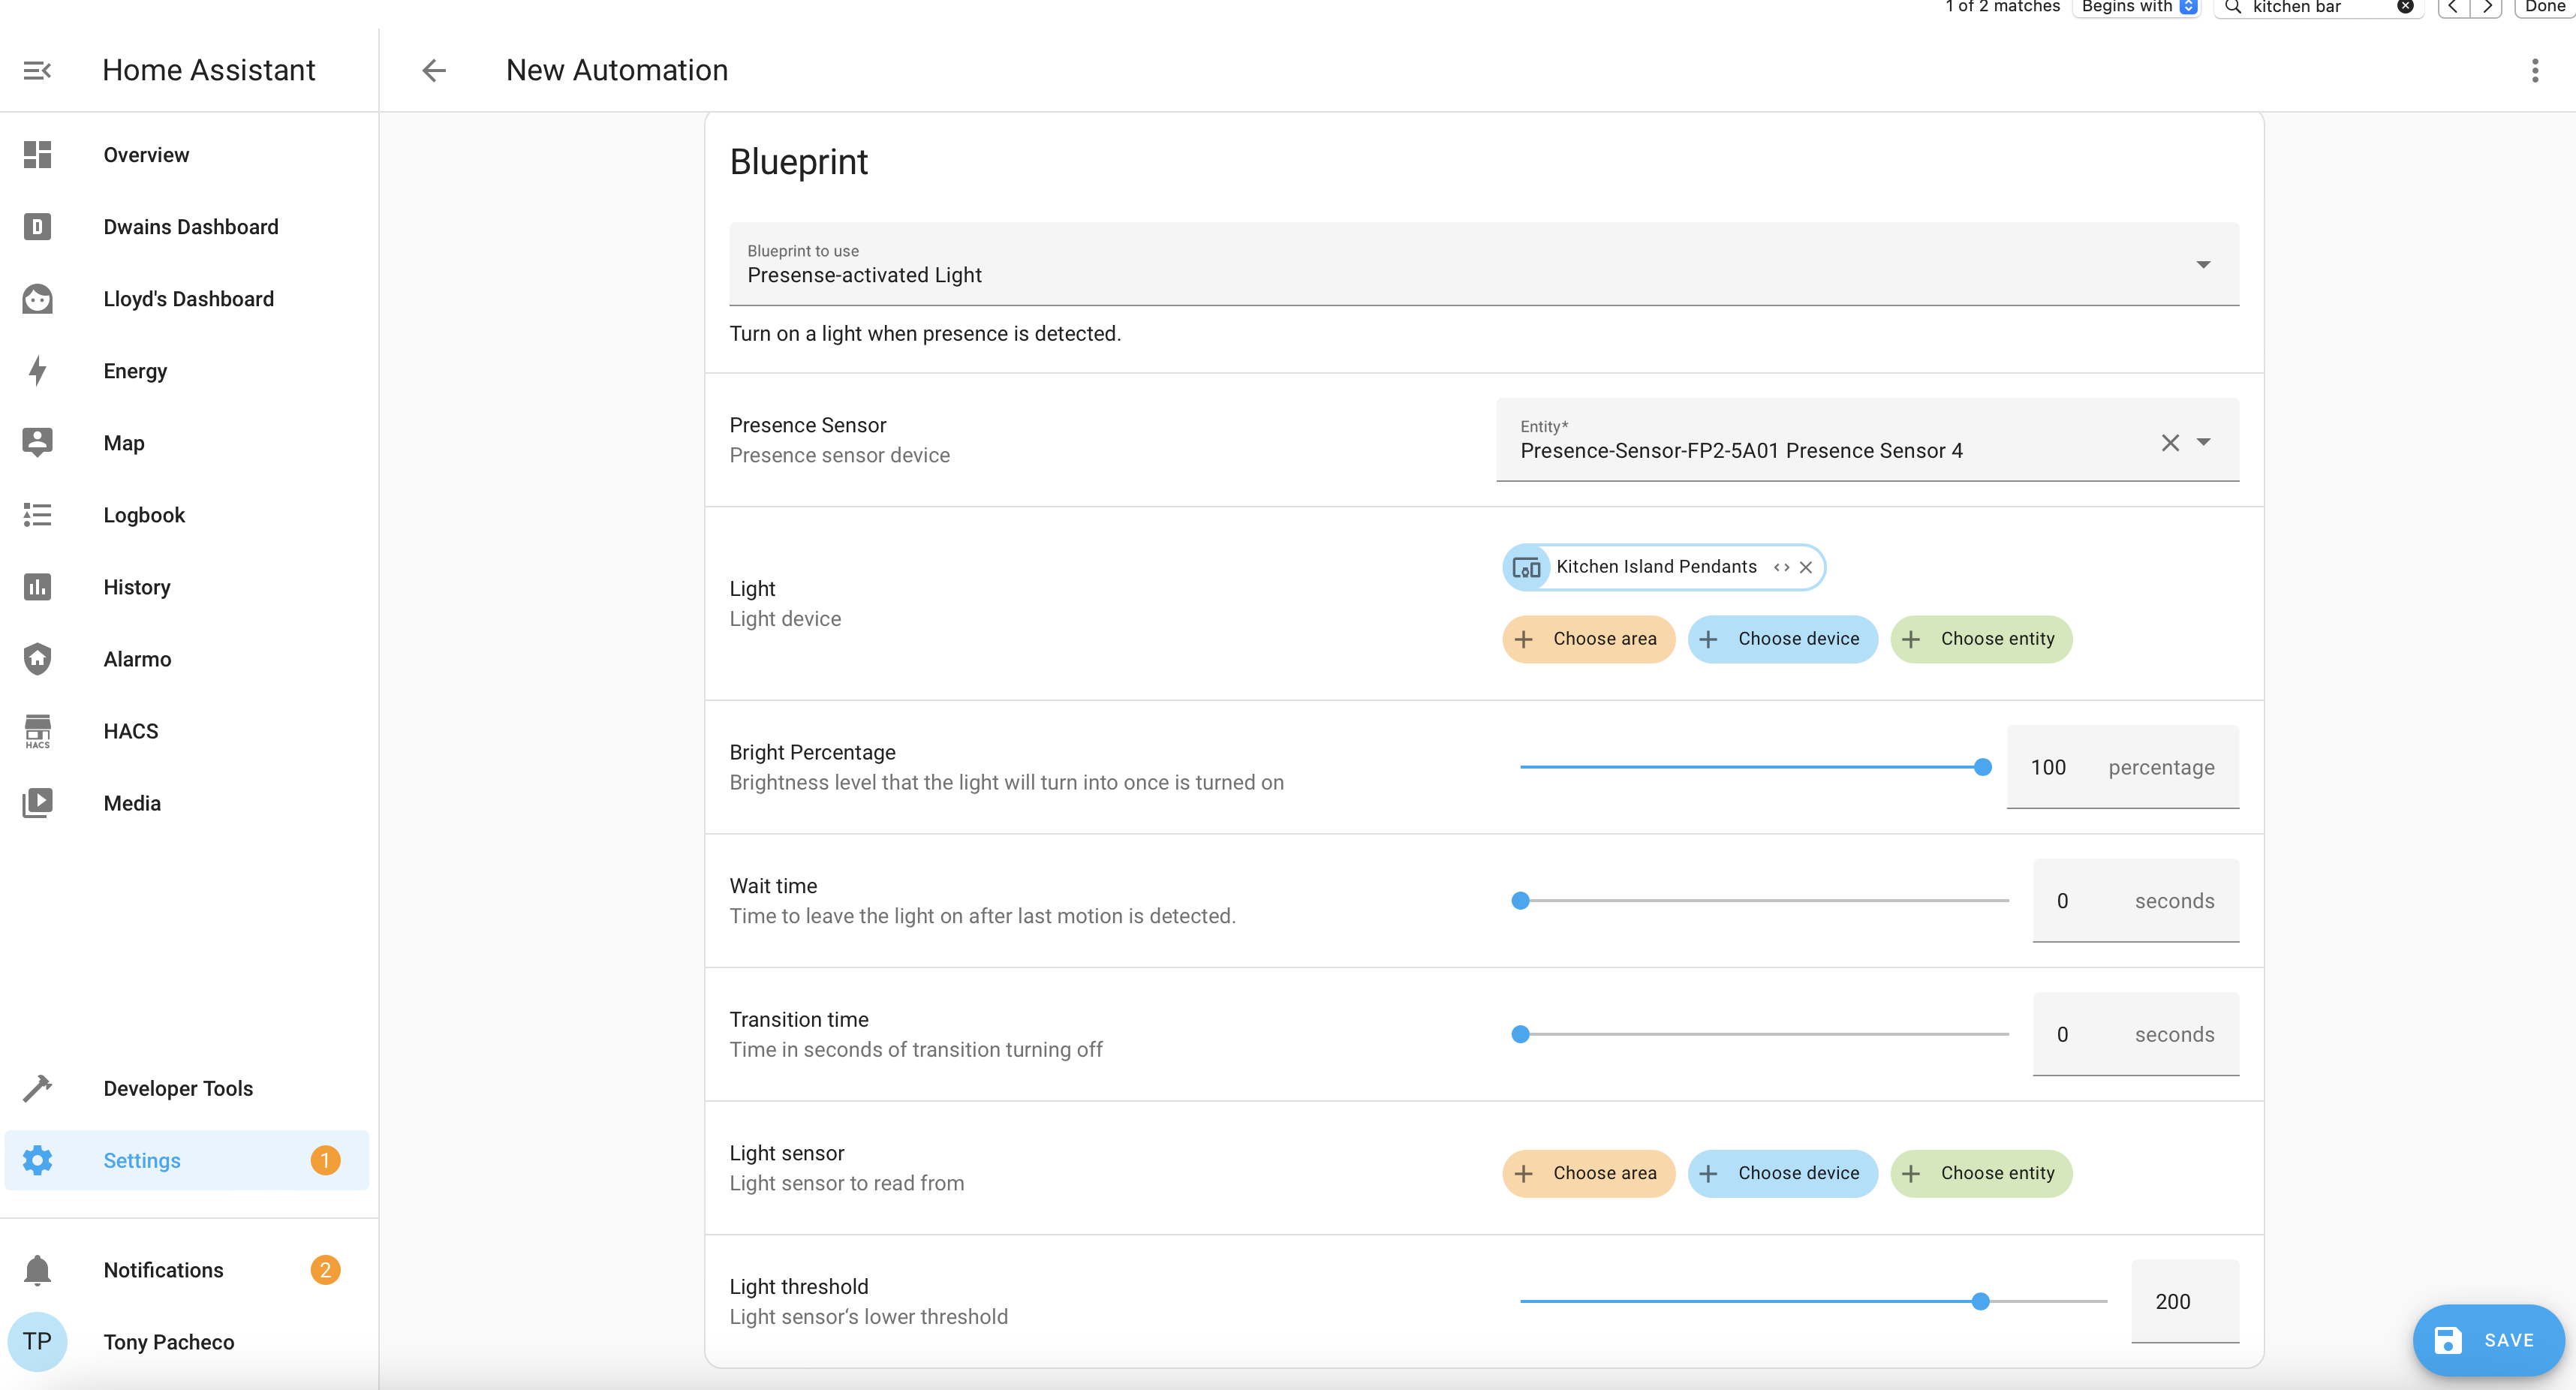 1 of 2 matches
Begins with
kitchen bar
Done
Home Assistant
New Automation
Overview
D
Dwains Dashboard
Lloyd's Dashboard
Energy
Map
Logbook
History
Alarmo
HACS
HACS
Media
Developer Tools
Settings
1
Notifications
2
TP
Tony Pacheco
Blueprint
Blueprint to use
Presense-activated Light
Turn on a light when presence is detected.
Presence Sensor
Presence sensor device
Entity*
Presence-Sensor-FP2-5A01 Presence Sensor 4
Light
Light device
Kitchen Island Pendants
Choose area
Choose device
Choose entity
Bright Percentage
Brightness level that the light will turn into once is turned on
100 percentage
Wait time
Time to leave the light on after last motion is detected.
0 seconds
Transition time
Time in seconds of transition turning off
0 seconds
Light sensor
Light sensor to read from
Choose area
Choose device
Choose entity
Light threshold
Light sensor‘s lower threshold
200
SAVE